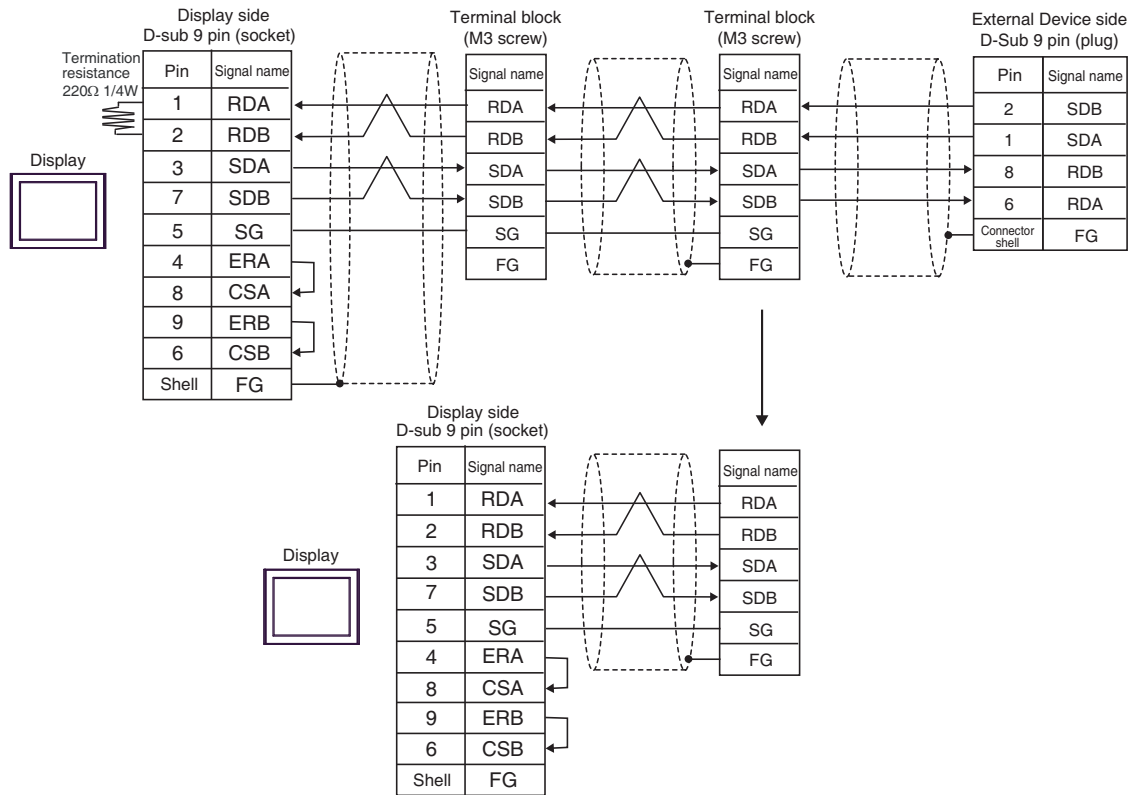 Display side
D-sub 9 pin (socket)
Terminal block
(M3 screw)
Terminal block
(M3 screw)
External Device side
D-Sub 9 pin (plug)
Termination
resistance
220Ω 1/4W
Display
Pin Signal name
1 RDA
2 RDB
3 SDA
7 SDB
5 SG
4 ERA
8 CSA
9 ERB
6 CSB
Shell FG
Signal name
RDA
RDB
SDA
SDB
SG
FG
Signal name
RDA
RDB
SDA
SDB
SG
FG
Pin Signal name
2 SDB
1 SDA
8 RDB
6 RDA
Connector
shell FG
Display side
D-sub 9 pin (socket)
Display
Pin Signal name
1 RDA
2 RDB
3 SDA
7 SDB
5 SG
4 ERA
8 CSA
9 ERB
6 CSB
Shell FG
Signal name
RDA
RDB
SDA
SDB
SG
FG